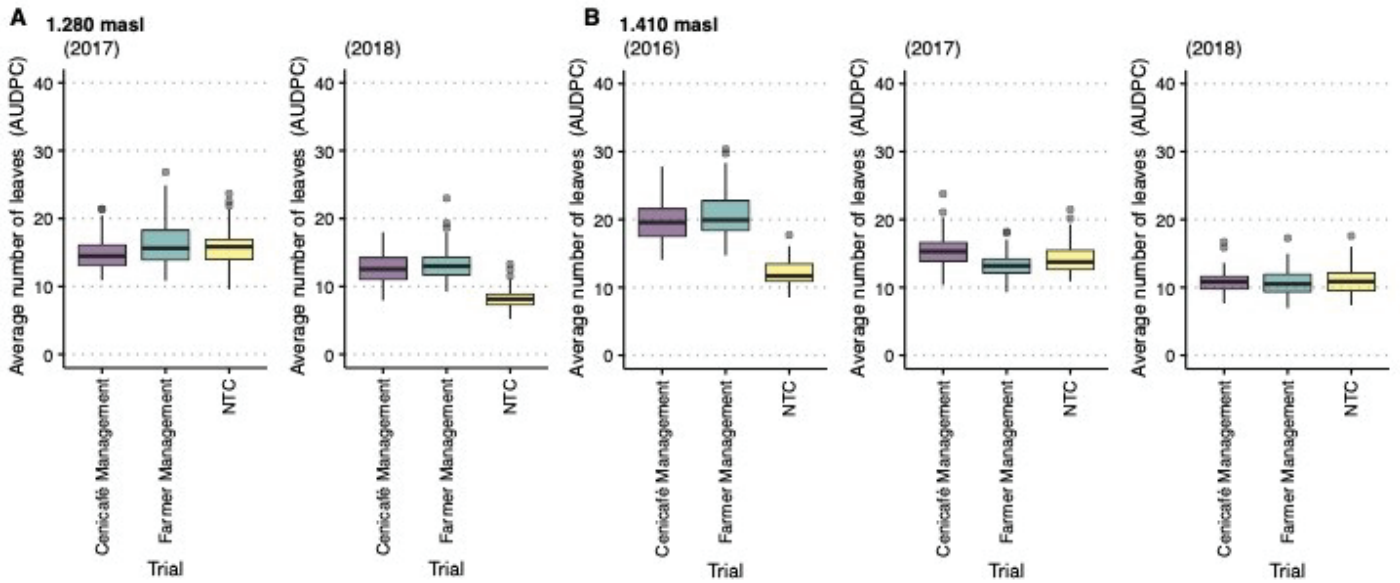 A
1.280 masl
(2017)
Average number of leaves (AUDPC)
40
30
20
10
0
Cenicafé Management
Farmer Management
NTC
Trial
(2018)
Average number of leaves (AUDPC)
40
30
20
10
0
Cenicafé Management
Farmer Management
NTC
Trial
B
1.410 masl
(2016)
Average number of leaves (AUDPC)
40
30
20
10
0
Cenicafé Management
Farmer Management
NTC
Trial
(2017)
Average number of leaves (AUDPC)
40
30
20
10
0
Cenicafé Management
Farmer Management
NTC
Trial
(2018)
Average number of leaves (AUDPC)
40
30
20
10
0
Cenicafé Management
Farmer Management
NTC
Trial